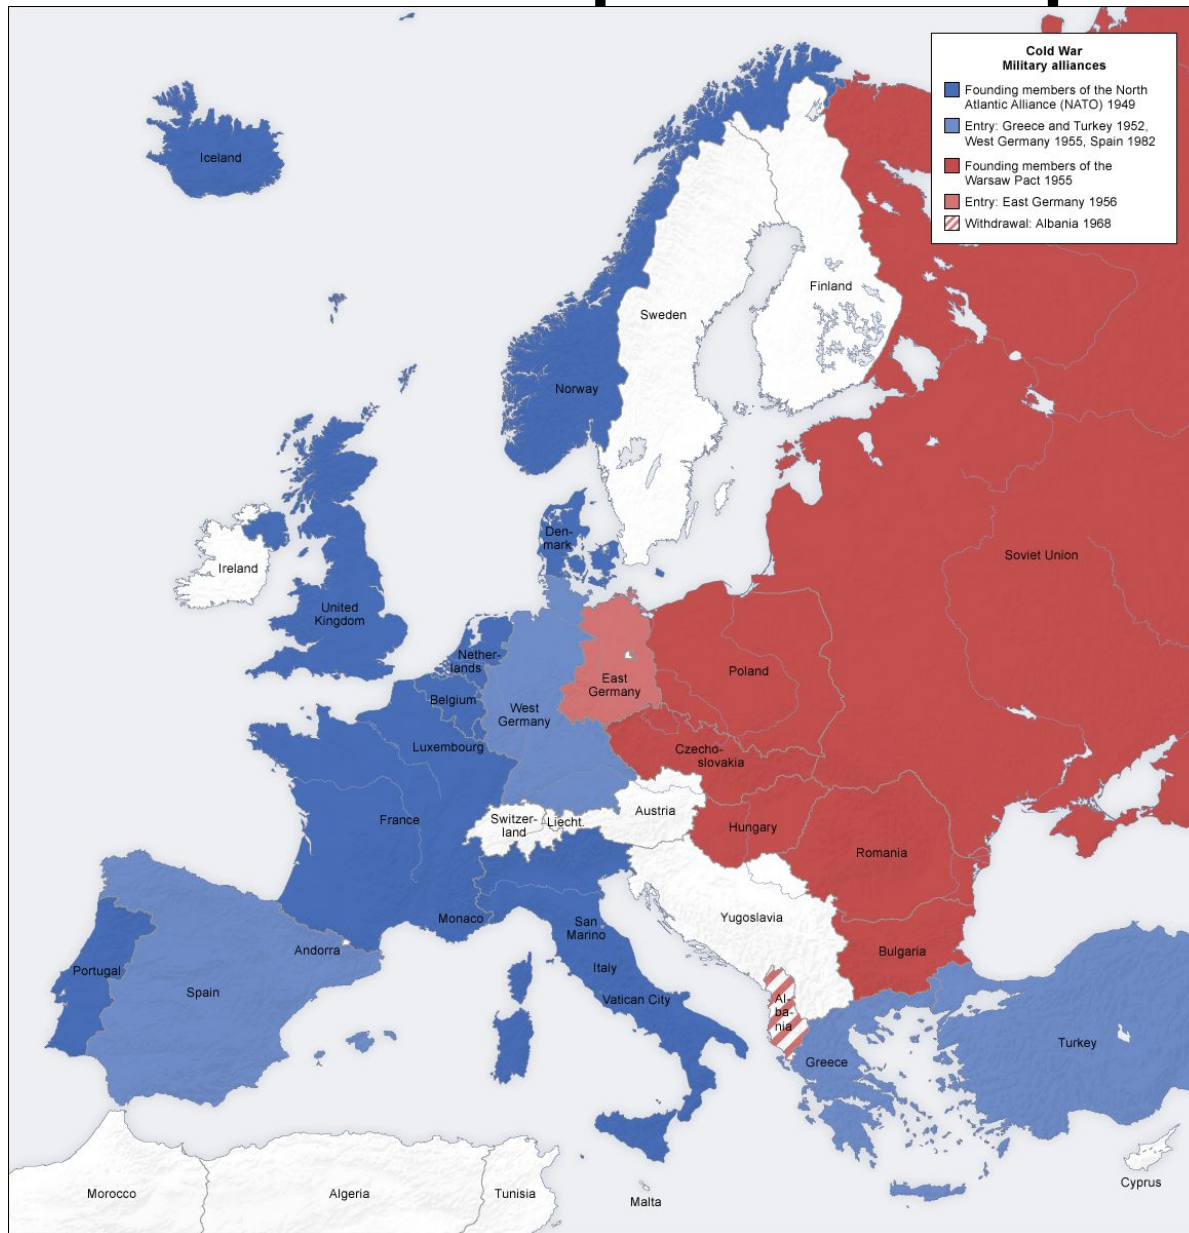 Cold War
Military alliances
Founding members of the North
Atlantic Alliance (NATO) 1949
Entry: Greece and Turkey 1952,
West Germany 1955, Spain 1982
Founding members of the
Warsaw Pact 1955
Entry: East Germany 1956
Withdrawal: Albania 1968
Iceland
Finland
Sweden
Norway
Den-
mark
Soviet Union
Ireland
United
Kingdom
Nether-
lands
Poland
East
Germany
Belgium
West
Germany
Luxembourg
Czecho-
slovakia
Austria
France
Switzer-
land
Liecht.
Hungary
Romania
Monaco
San
Marino
Yugoslavia
Andorra
Bulgaria
Portugal
Italy
Spain
Vatican City
Al-
ba-
nia
Turkey
Greece
Morocco
Algeria
Tunisia
Malta
Cyprus